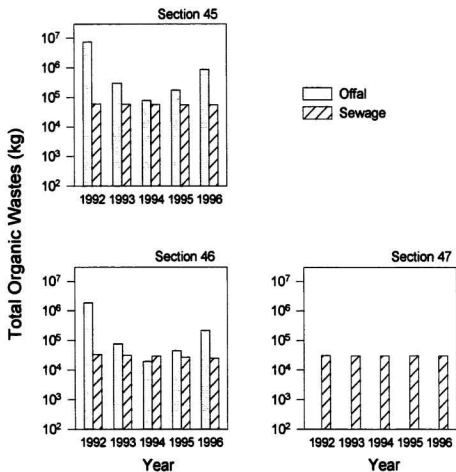 Section 45
10⁷
10⁶
10⁵
10⁴
10³
10²
1992 1993 1994 1995 1996
Offal
Sewage
Total Organic Wastes (kg)
Section 46
10⁷
10⁶
10⁵
10⁴
10³
10²
1992 1993 1994 1995 1996
Year
Section 47
10⁷
10⁶
10⁵
10⁴
10³
10²
1992 1993 1994 1995 1996
Year